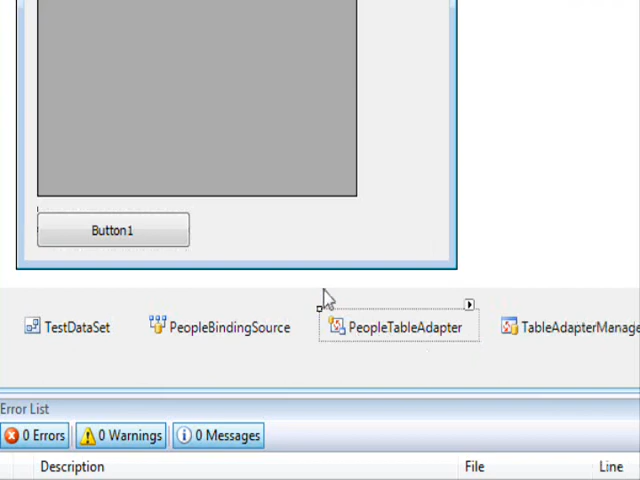 Button1
TestDataSet PeopleBindingSource PeopleTableAdapter TableAdapterManage
Error List
0 Errors 0 Warnings 0 Messages
Description File Line